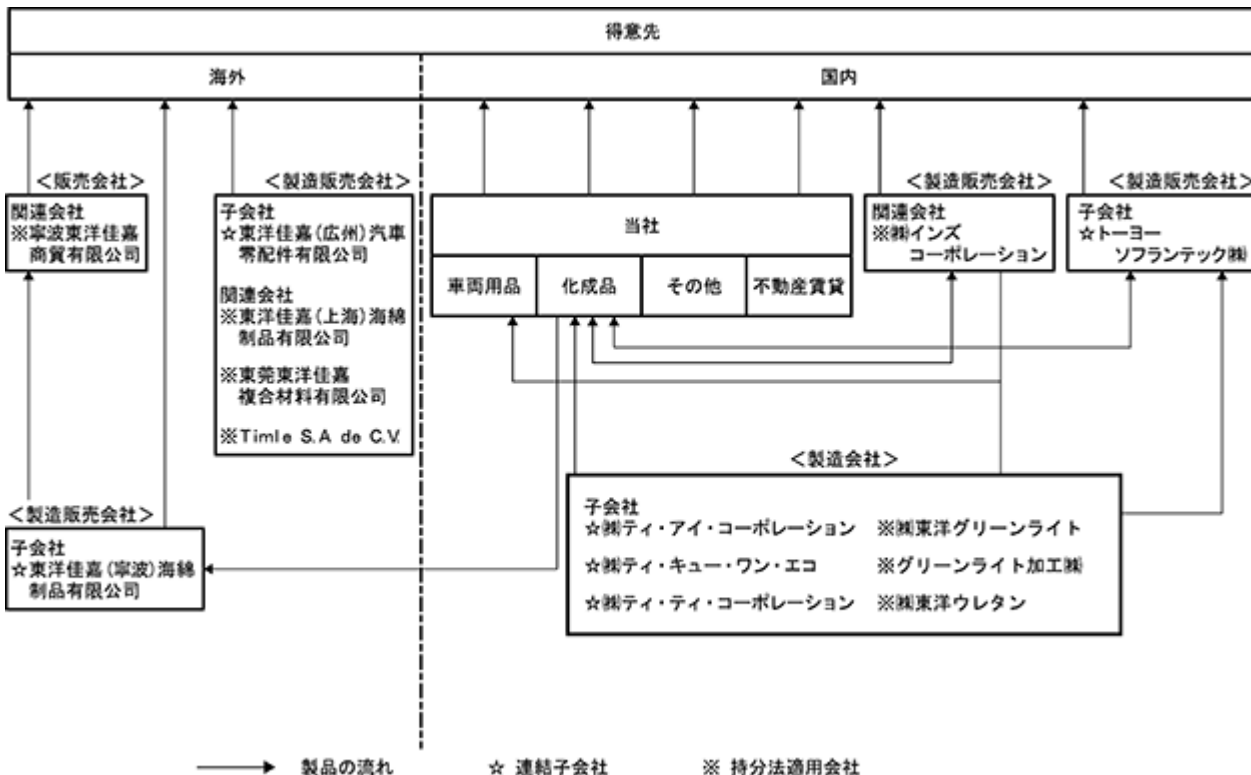 得意先
海外
国内
＜販売会社＞
関連会社
※寧波東洋佳嘉
商貿有限公司
＜製造販売会社＞
子会社
☆東洋佳嘉(広州)汽車
零配件有限公司
関連会社
※東洋佳嘉(上海)海綿
制品有限公司
※東莞東洋佳嘉
複合材料有限公司
※Timle S.A de C.V.
当社
車両用品
化成品
その他
不動産賃貸
＜製造販売会社＞
関連会社
※㈱インズ
コーポレーション
＜製造販売会社＞
子会社
☆トーヨー
ソフランテック㈱
＜製造販売会社＞
子会社
☆東洋佳嘉(寧波)海綿
制品有限公司
＜製造会社＞
子会社
☆㈱ティ・アイ・コーポレーション ※㈱東洋グリーンライト
☆㈱ティ・キュー・ワン・エコ ※グリーンライト加工㈱
☆㈱ティ・ティ・コーポレーション ※㈱東洋ウレタン
製品の流れ ☆ 連結子会社 ※ 持分法適用会社